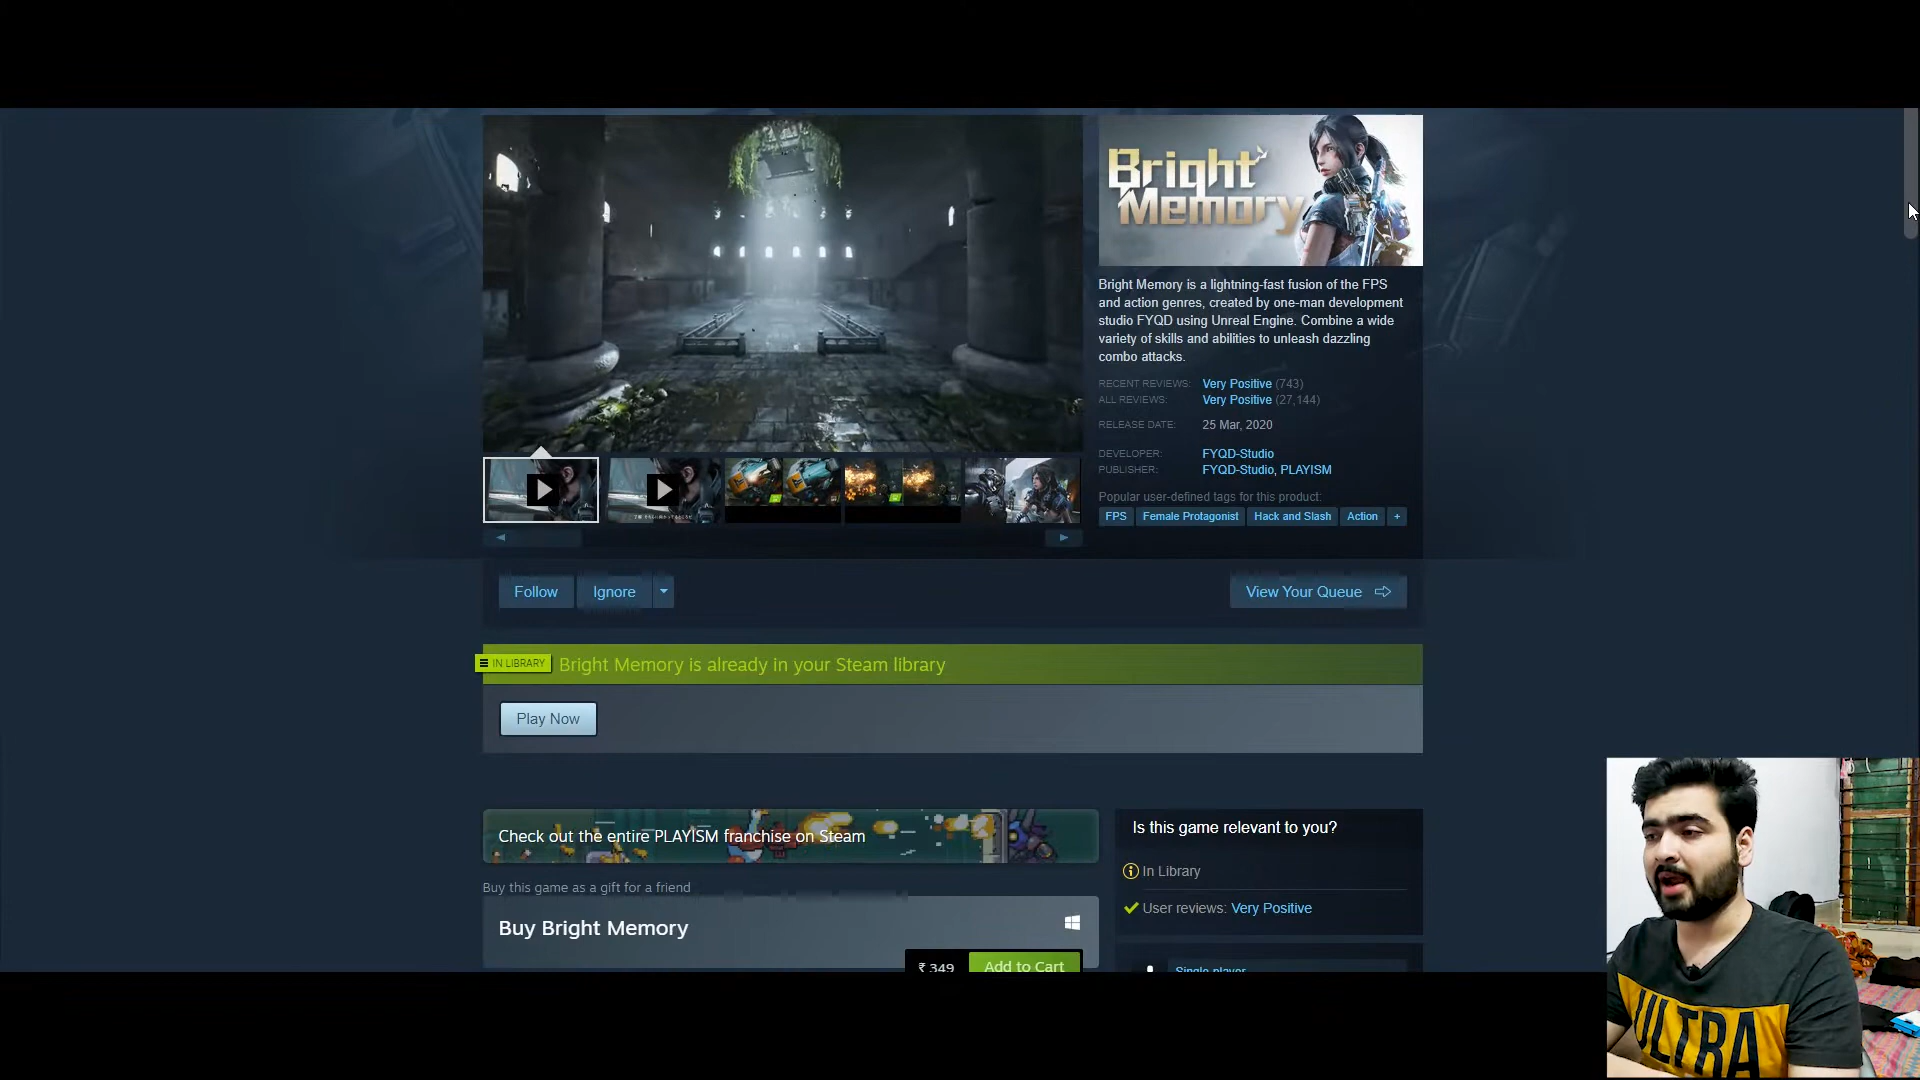 Bright
Memory
Bright Memory is a lightning-fast fusion of the FPS
and action genres, created by one-man development
studio FYQD using Unreal Engine. Combine a wide
variety of skills and abilities to unleash dazzling
combo attacks.
RECENT REVIEWS: Very Positive (743)
ALL REVIEWS: Very Positive (27,144)
RELEASE DATE: 25 Mar, 2020
DEVELOPER: FYQD-Studio
PUBLISHER: FYQD-Studio, PLAYISM
Popular user-defined tags for this product:
FPS Female Protagonist Hack and Slash Action +
Follow Ignore View Your Queue
IN LIBRARY Bright Memory is already in your Steam library
Play Now
Check out the entire PLAYISM franchise on Steam
Is this game relevant to you?
In Library
User reviews: Very Positive
Buy this game as a gift for a friend
Buy Bright Memory
₹ 349 Add to Cart
Single-player
ULTRA